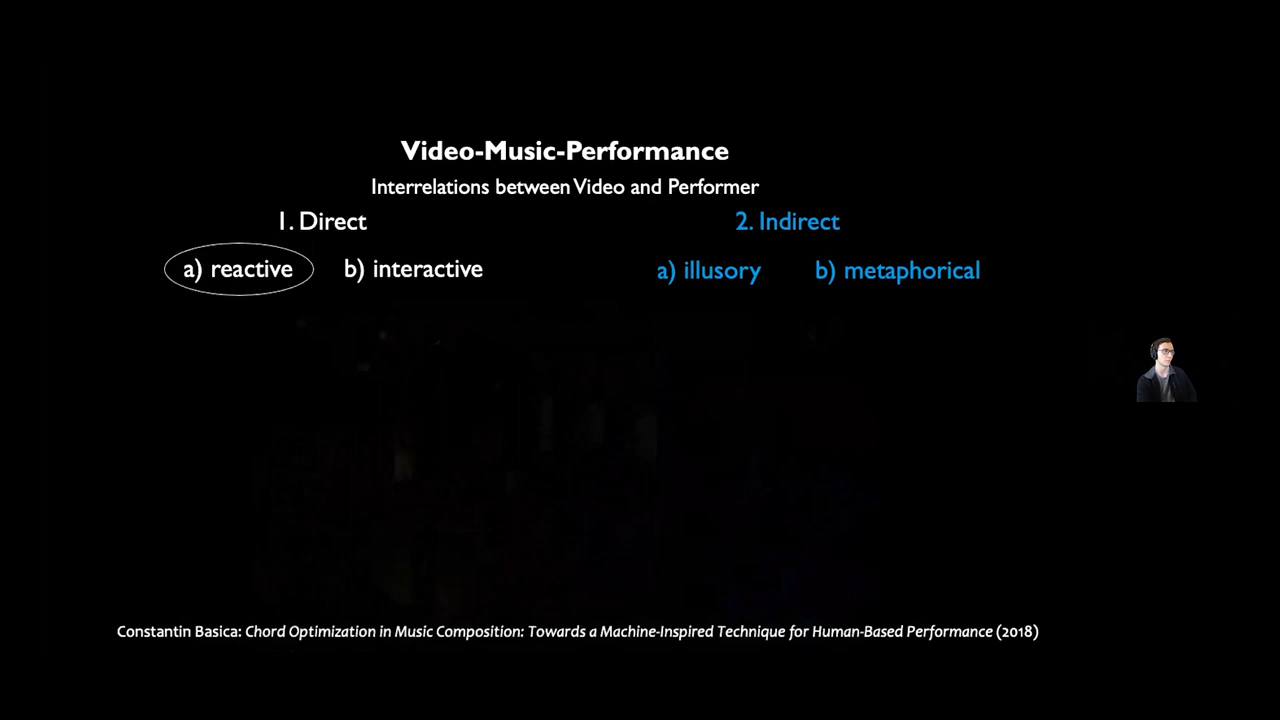 Video-Music-Performance
Interrelations between Video and Performer
1. Direct
2. Indirect
a) reactive
b) interactive
a) illusory
b) metaphorical
Constantin Basica: Chord Optimization in Music Composition: Towards a Machine-Inspired Technique for Human-Based Performance (2018)